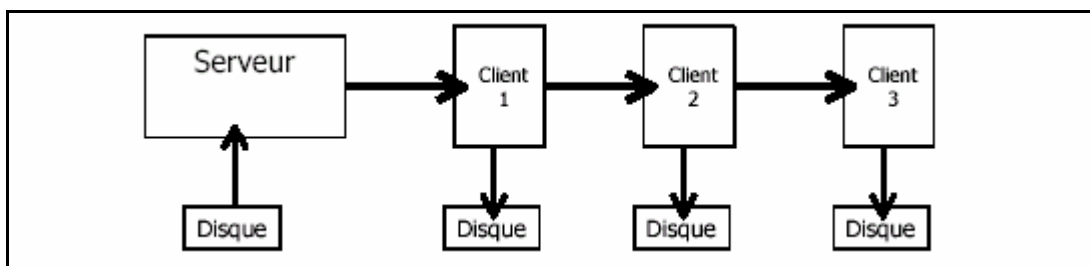 Serveur
Client
1
Client
2
Client
3
Disque
Disque
Disque
Disque